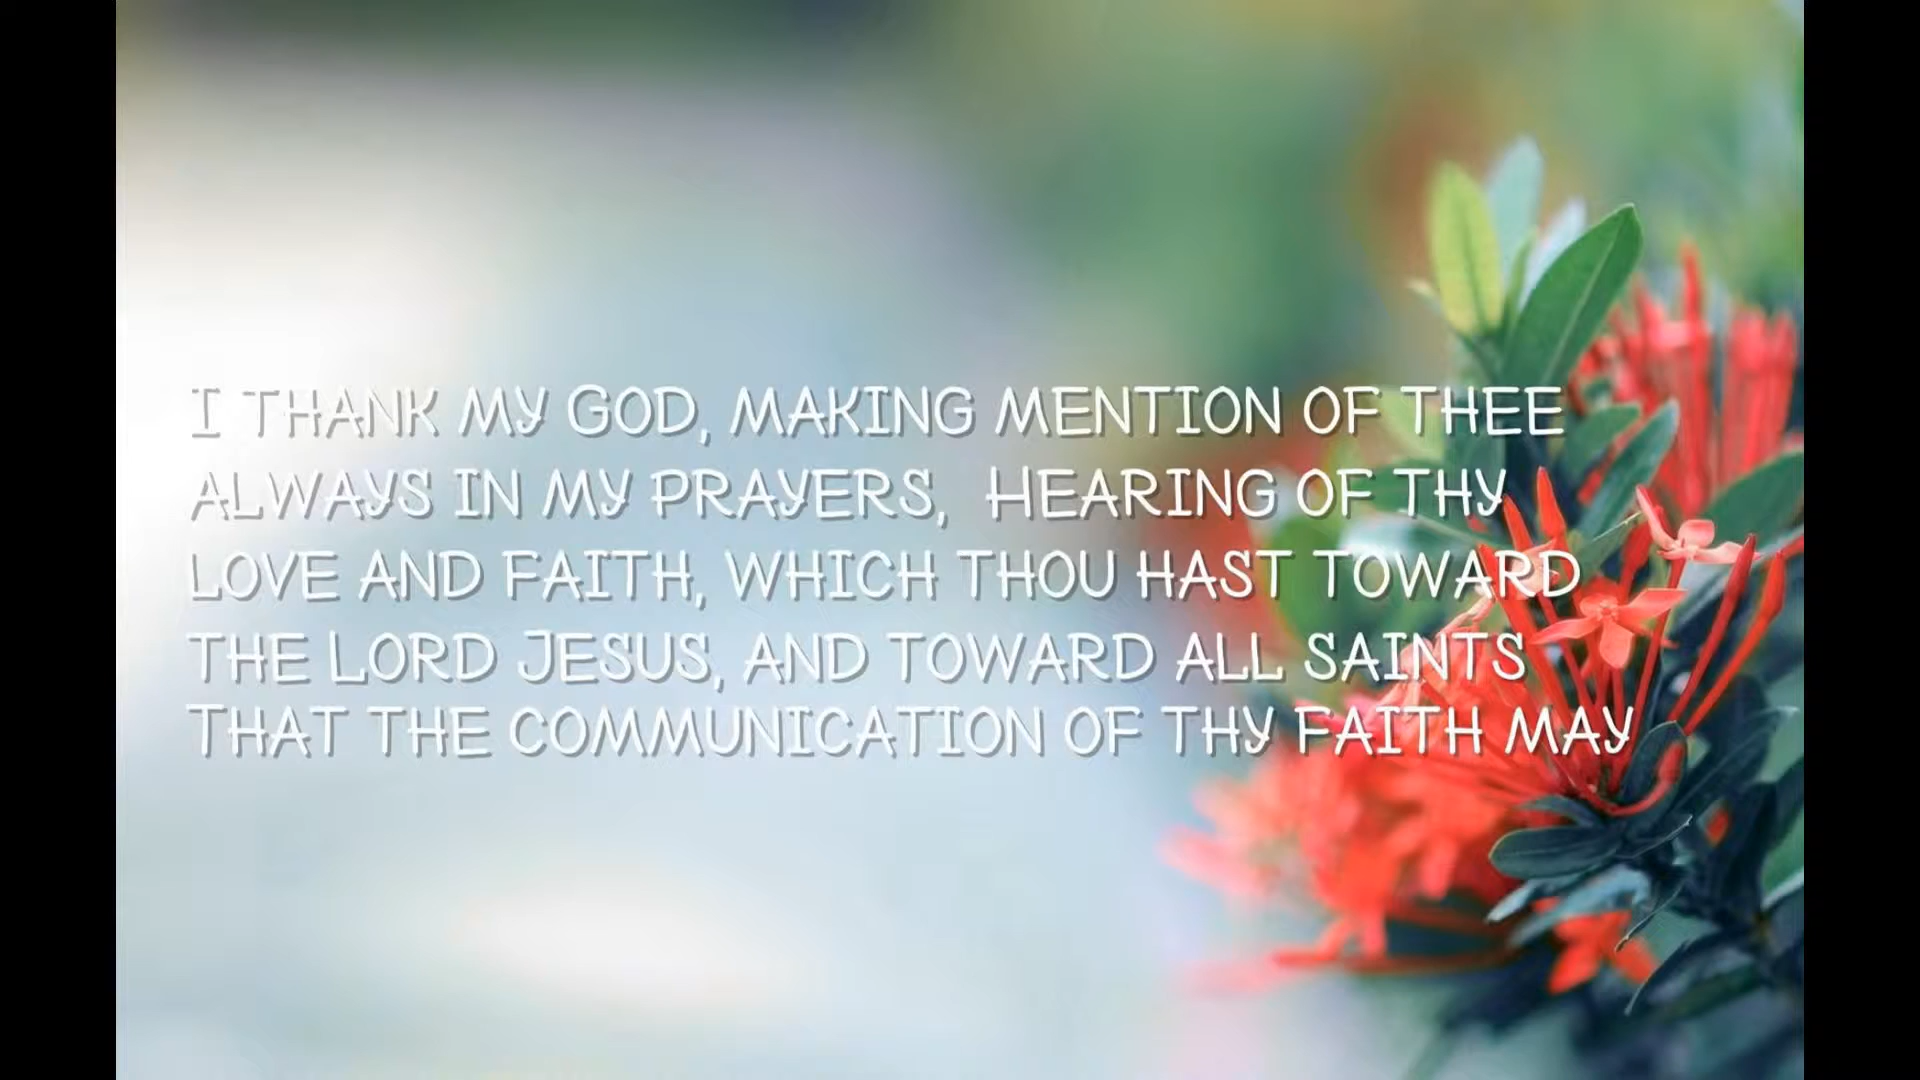 I THANK MY GOD, MAKING MENTION OF THEE
ALWAYS IN MY PRAYERS, HEARING OF THY
LOVE AND FAITH, WHICH THOU HAST TOWARD
THE LORD JESUS, AND TOWARD ALL SAINTS
THAT THE COMMUNICATION OF THY FAITH MAY